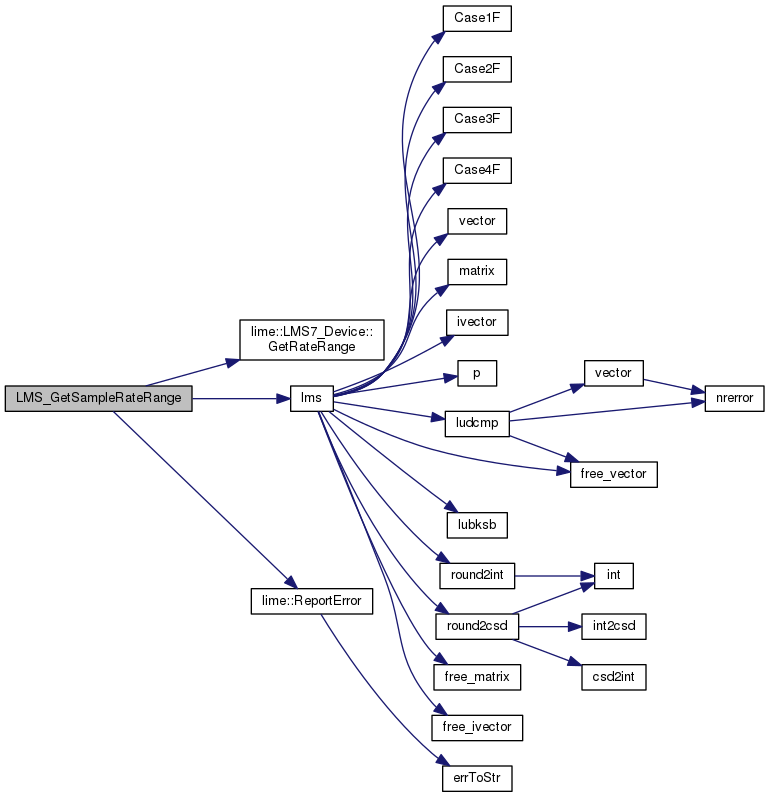 Case1F
Case2F
Case3F
Case4F
vector
matrix
ivector
lime::LMS7_Device::
GetRateRange
p
vector
LMS_GetSampleRateRange
lms
nrerror
ludcmp
free_vector
lubksb
round2int
int
lime::ReportError
round2csd
int2csd
free_matrix
csd2int
free_ivector
errToStr